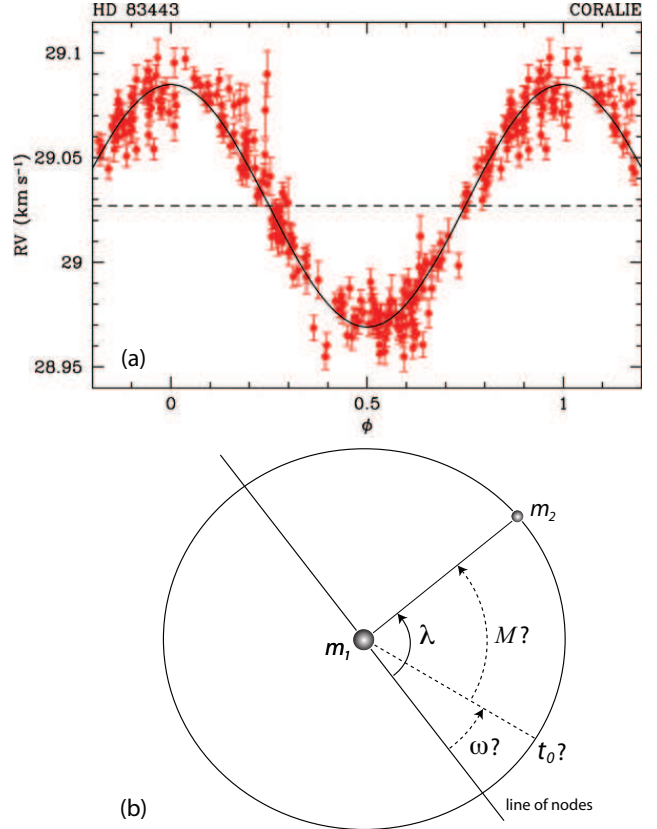 HD 83443 CORALIE
29.1
29.05
29
28.95
RV (km s⁻¹)
(a)
0 0.5 1
ϕ
m₂
m₁
λ
M?
ω?
t₀?
line of nodes
(b)